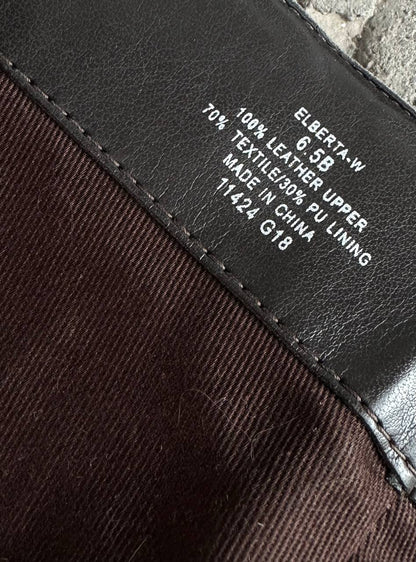 ELBERTA-W
6.5B
100% LEATHER UPPER
70% TEXTILE/30% PU LINING
MADE IN CHINA
11424 G18